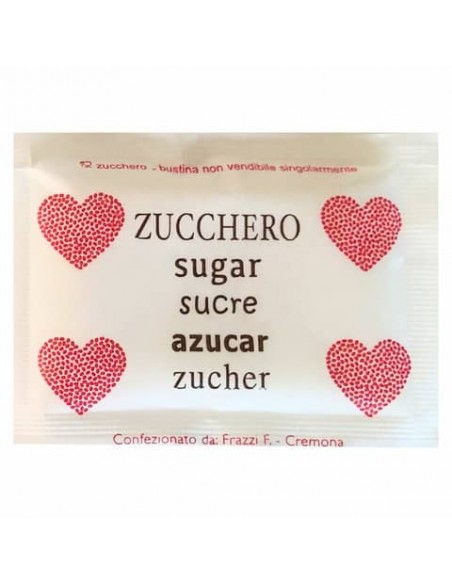 zucchero - bustina non vendibile singolarmente
ZUCCHERO
sugar
sucre
azucar
zucher
Confezionato da: Frazzi F. - Cremona